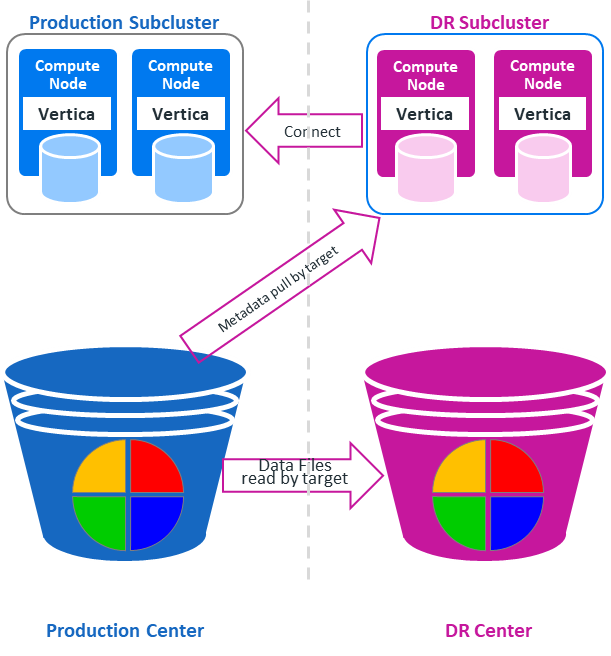 Production Subcluster
DR Subcluster
Compute
Node
Vertica
Compute
Node
Vertica
Connect
Compute
Node
Vertica
Compute
Node
Vertica
Metadata pull by target
Data Files
read by target
Production Center
DR Center